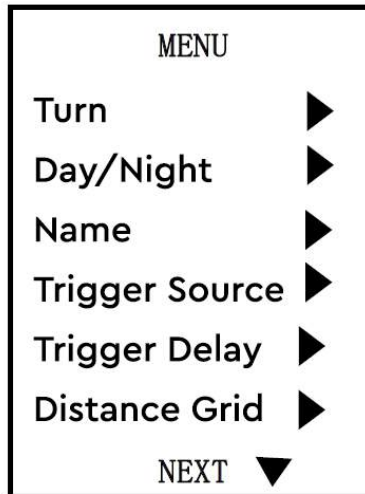 MENU
Turn
Day/Night
Name
Trigger Source
Trigger Delay
Distance Grid
NEXT